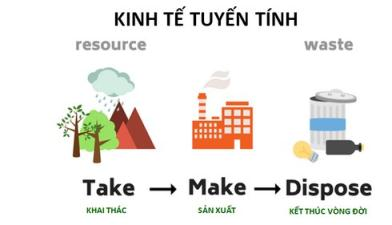 KINH TẾ TUYẾN TÍNH
resource waste
Take → Make → Dispose
KHAI THÁC SẢN XUẤT KẾT THÚC VÒNG ĐỜI